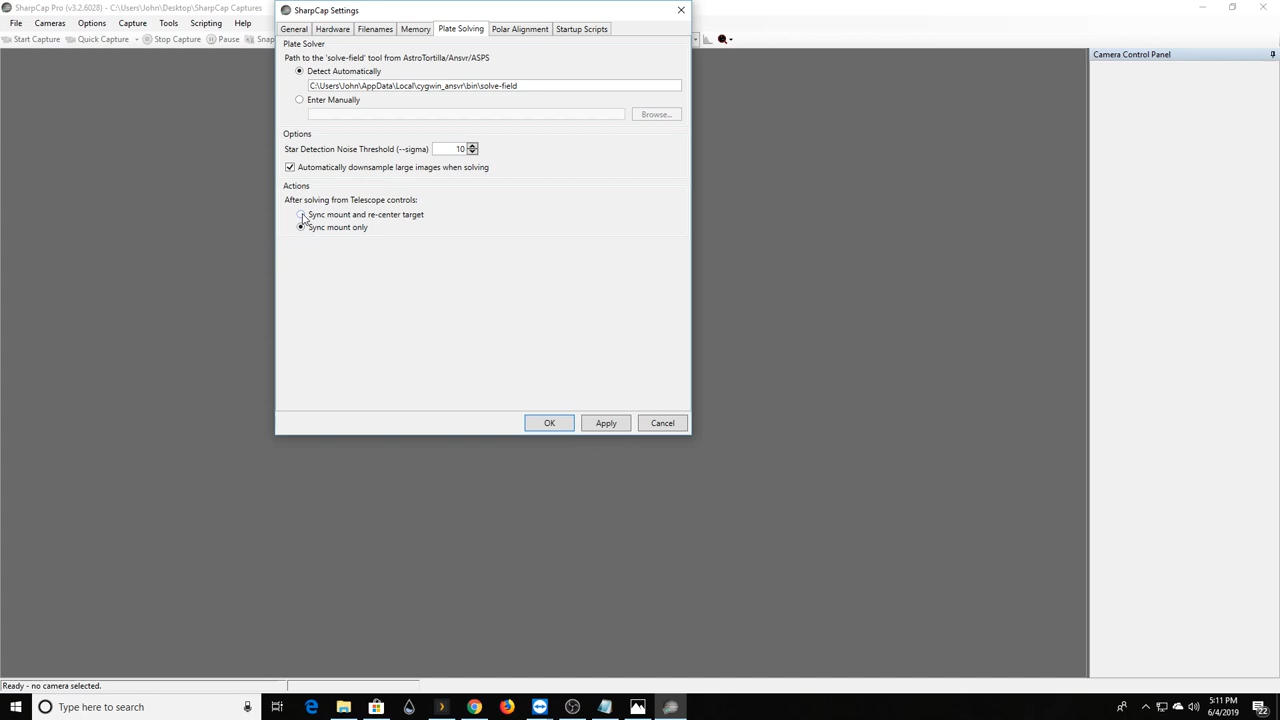 SharpCap Pro (v3.2.6028) - C:\Users\John\Desktop\SharpCap Captures
SharpCap Settings
File Cameras Options Capture Tools Scripting Help
General Hardware Filenames Memory Plate Solving Polar Alignment Startup Scripts
Start Capture Quick Capture Stop Capture Pause Snap
Camera Control Panel
Plate Solver
Path to the 'solve-field' tool from AstroTortilla/Ansvr/ASPS
Detect Automatically
C:\Users\John\AppData\Local\cygwin_ansvr\bin\solve-field
Enter Manually
Browse...
Options
Star Detection Noise Threshold (--sigma) 10
Automatically downsample large images when solving
Actions
After solving from Telescope controls:
Sync mount and re-center target
Sync mount only
OK Apply Cancel
Ready - no camera selected.
Type here to search
5:11 PM
6/4/2019
22